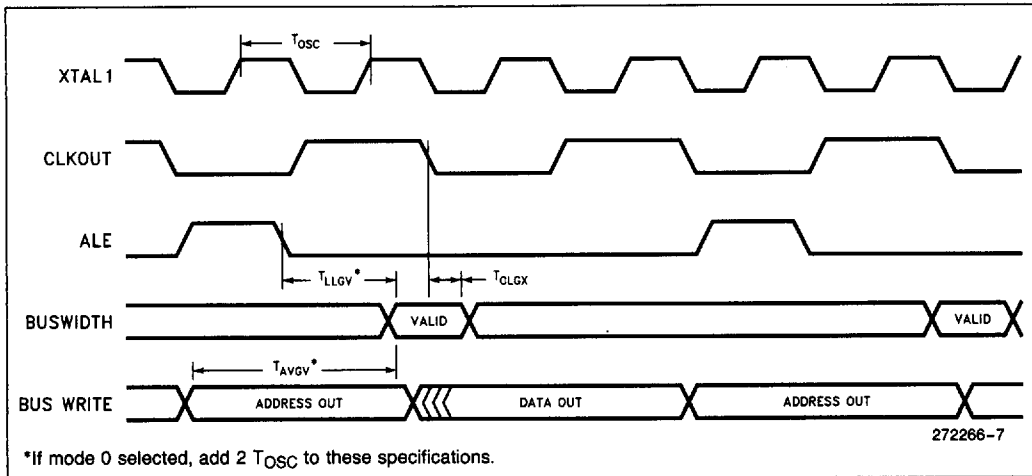 TOSC
XTAL1
CLKOUT
ALE
TLLGV*
TCLGX
BUSWIDTH
VALID
VALID
TAVGV*
BUS WRITE
ADDRESS OUT
DATA OUT
ADDRESS OUT
272266-7
*If mode 0 selected, add 2 TOSC to these specifications.